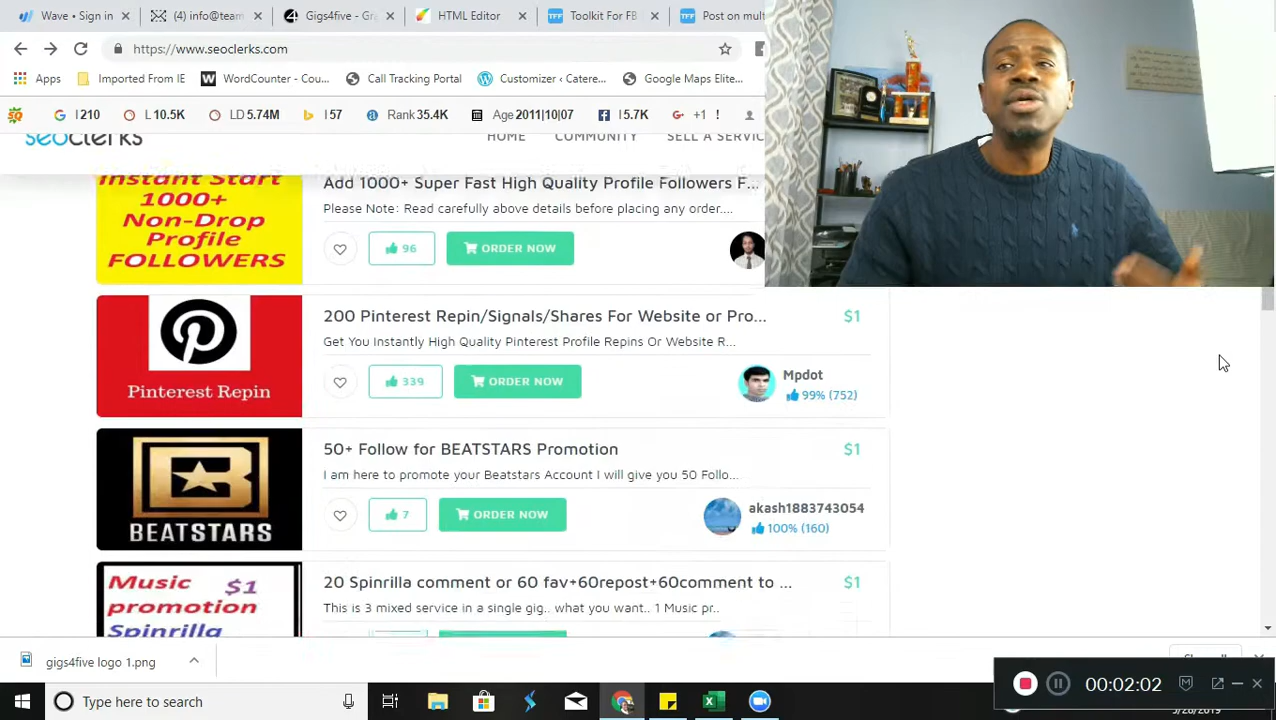 Wave • Sign in
(4) info@team
Gigs4five - Gr
HTML Editor
Toolkit For FB
Post on mult
https://www.seoclerks.com
Apps
Imported From IE
WordCounter - Cou...
Call Tracking Portal
Customizer ‹ Catere...
Google Maps Elite...
I 210
L 10.5K
LD 5.74M
I 57
Rank 35.4K
Age 2011|10|07
I 5.7K
+1 !
seoclerks
HOME
COMMUNITY
SELL A SERVIC
Instant Start
1000+
Non-Drop
Profile
FOLLOWERS
Add 1000+ Super Fast High Quality Profile Followers F...
Please Note: Read carefully above details before placing any order....
96
ORDER NOW
Pinterest Repin
200 Pinterest Repin/Signals/Shares For Website or Pro...
$1
Get You Instantly High Quality Pinterest Profile Repins Or Website R...
339
ORDER NOW
Mpdot
99% (752)
BEATSTARS
50+ Follow for BEATSTARS Promotion
$1
I am here to promote your Beatstars Account I will give you 50 Follo...
7
ORDER NOW
akash1883743054
100% (160)
Music $1
promotion
Spinrilla
20 Spinrilla comment or 60 fav+60repost+60comment to ...
$1
This is 3 mixed service in a single gig.. what you want.. 1 Music pr..
gigs4five logo 1.png
00:02:02
Type here to search